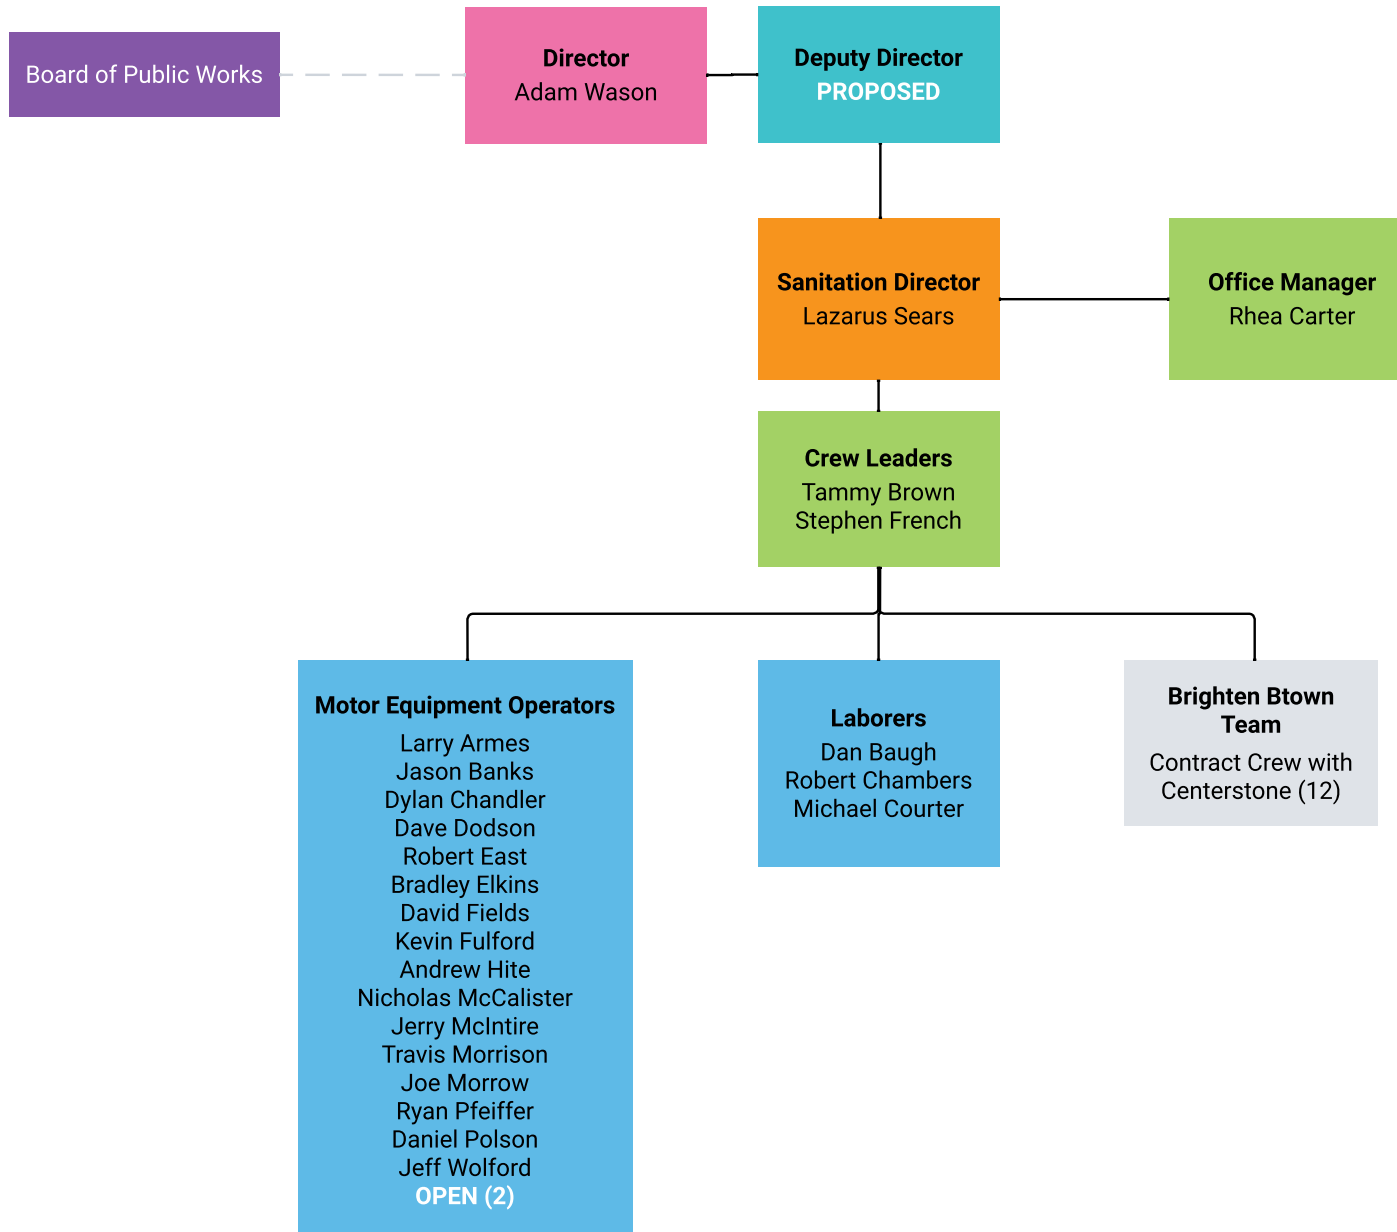 Board of Public Works
Director
Adam Wason
Deputy Director
PROPOSED
Sanitation Director
Lazarus Sears
Office Manager
Rhea Carter
Crew Leaders
Tammy Brown
Stephen French
Motor Equipment Operators
Larry Armes
Jason Banks
Dylan Chandler
Dave Dodson
Robert East
Bradley Elkins
David Fields
Kevin Fulford
Andrew Hite
Nicholas McCalister
Jerry McIntire
Travis Morrison
Joe Morrow
Ryan Pfeiffer
Daniel Polson
Jeff Wolford
OPEN (2)
Laborers
Dan Baugh
Robert Chambers
Michael Courter
Brighten Btown
Team
Contract Crew with
Centerstone (12)